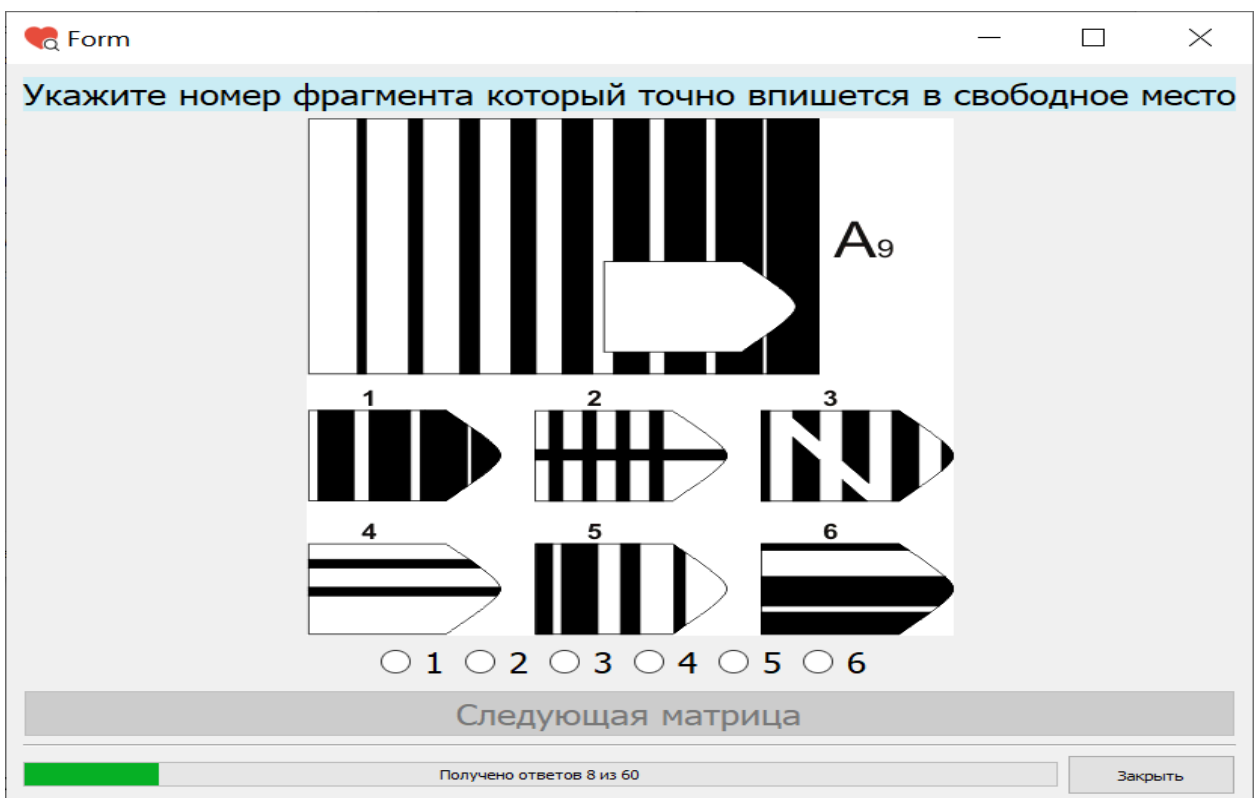 Form
Укажите номер фрагмента который точно впишется в свободное место
A9
1 2 3
4 5 6
1 2 3 4 5 6
Следующая матрица
Получено ответов 8 из 60
Закрыть